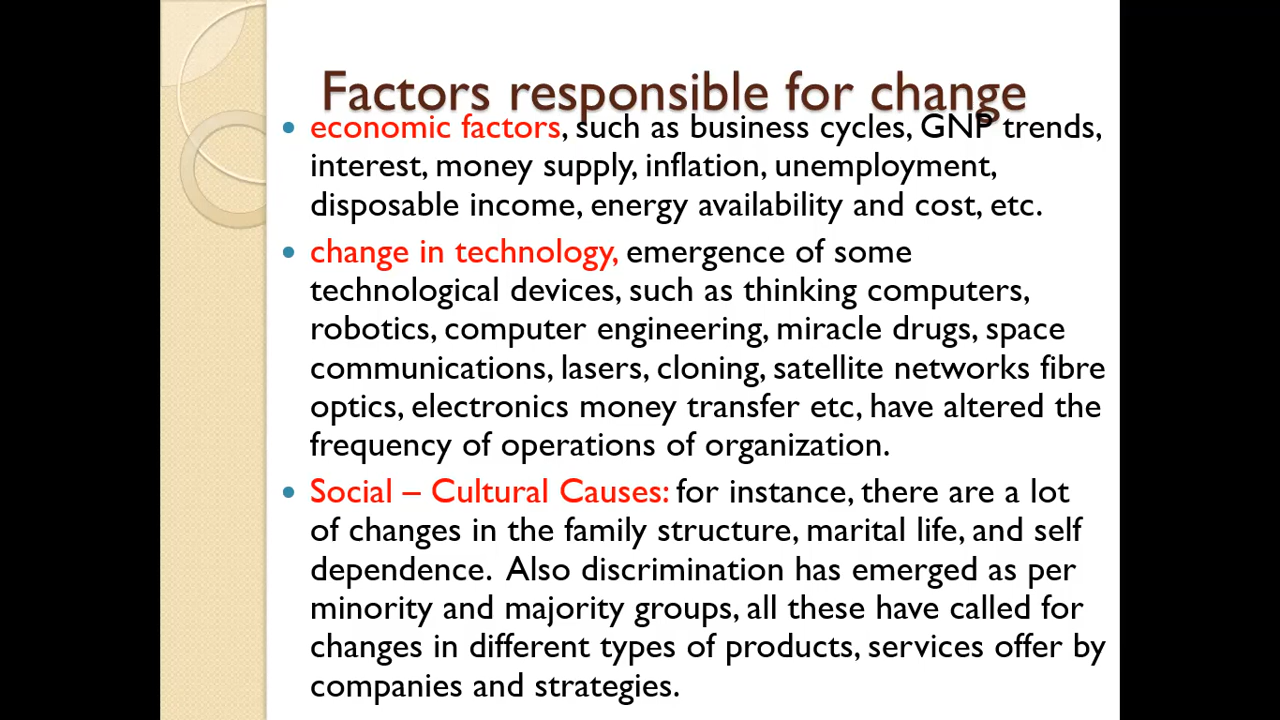 Factors responsible for change
economic factors, such as business cycles, GNP trends,
interest, money supply, inflation, unemployment,
disposable income, energy availability and cost, etc.
change in technology, emergence of some
technological devices, such as thinking computers,
robotics, computer engineering, miracle drugs, space
communications, lasers, cloning, satellite networks fibre
optics, electronics money transfer etc, have altered the
frequency of operations of organization.
Social – Cultural Causes: for instance, there are a lot
of changes in the family structure, marital life, and self
dependence.  Also discrimination has emerged as per
minority and majority groups, all these have called for
changes in different types of products, services offer by
companies and strategies.